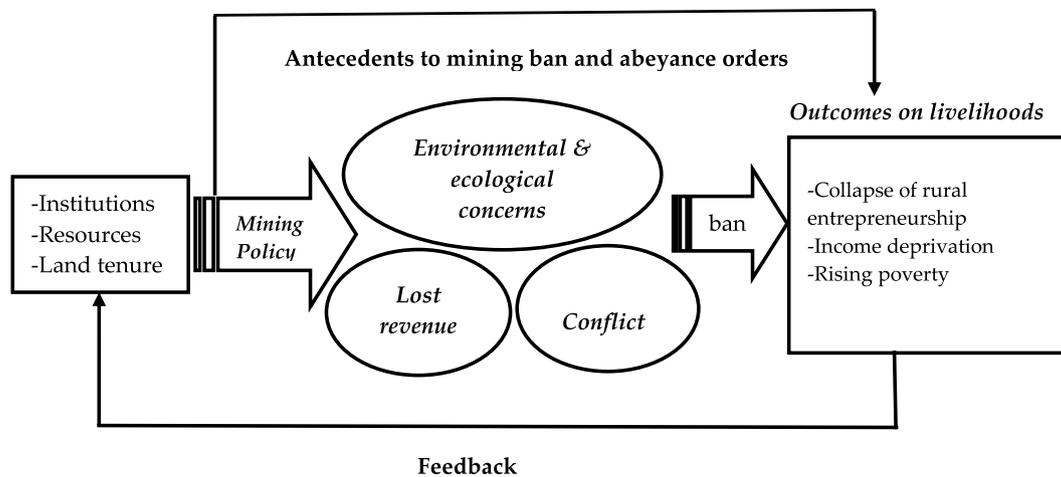 Antecedents to mining ban and abeyance orders
Outcomes on livelihoods
-Institutions
-Resources
-Land tenure
Mining
Policy
Environmental &
ecological
concerns
Lost
revenue
Conflict
ban
-Collapse of rural
entrepreneurship
-Income deprivation
-Rising poverty
Feedback